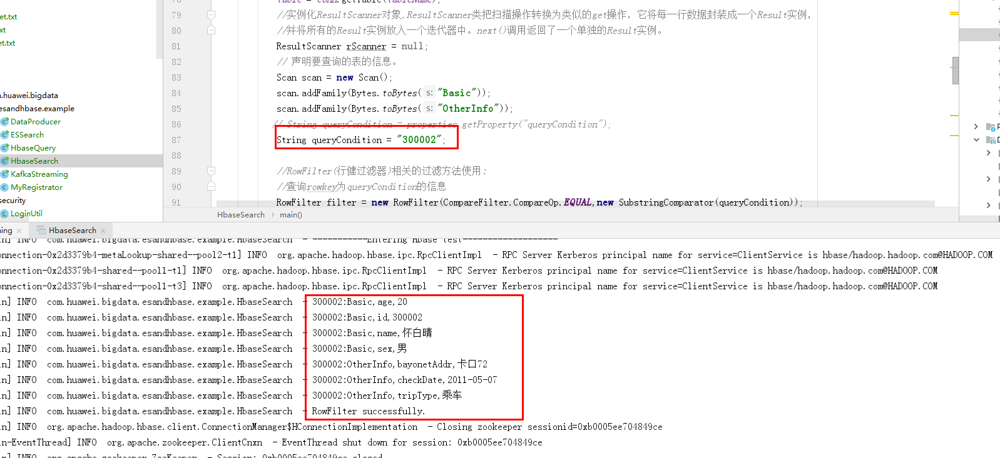 et.txt
xt
et.txt
n.huawei.bigdata
esandhbase.example
DataProducer
ESSearch
HbaseQuery
HbaseSearch
KafkaStreaming
MyRegistrator
security
LoginUtil
78 table = conn.getTable(tableName);
79 //实例化ResultScanner对象,ResultScanner类把扫描操作转换为类似的get操作，它将每一行数据封装成一个Result实例，
80 //并将所有的Result实例放入一个迭代器中。next()调用返回了一个单独的Result实例。
81 ResultScanner rScanner = null;
82 // 声明要查询的表的信息。
83 Scan scan = new Scan();
84 scan.addFamily(Bytes.toBytes( s: "Basic"));
85 scan.addFamily(Bytes.toBytes( s: "OtherInfo"));
86 // String queryCondition = properties.getProperty("queryCondition");
87 String queryCondition = "300002";
88
89 //RowFilter(行健过滤器)相关的过滤方法使用:
90 //查询rowkey为queryCondition的信息
91 RowFilter filter = new RowFilter(CompareFilter.CompareOp.EQUAL,new SubstringComparator(queryCondition));
HbaseSearch > main()
ning × HbaseSearch ×
in] INFO com.huawei.bigdata.esandhbase.example.HbaseSearch - -----------Entering Hbase test-------------------
onnection-0x2d3379b4-metaLookup-shared--pool2-t1] INFO org.apache.hadoop.hbase.ipc.RpcClientImpl - RPC Server Kerberos principal name for service=ClientService is hbase/hadoop.hadoop.com@HADOOP.COM
onnection-0x2d3379b4-shared--pool1-t1] INFO org.apache.hadoop.hbase.ipc.RpcClientImpl - RPC Server Kerberos principal name for service=ClientService is hbase/hadoop.hadoop.com@HADOOP.COM
onnection-0x2d3379b4-shared--pool1-t3] INFO org.apache.hadoop.hbase.ipc.RpcClientImpl - RPC Server Kerberos principal name for service=ClientService is hbase/hadoop.hadoop.com@HADOOP.COM
in] INFO com.huawei.bigdata.esandhbase.example.HbaseSearch - 300002:Basic,age,20
in] INFO com.huawei.bigdata.esandhbase.example.HbaseSearch - 300002:Basic,id,300002
in] INFO com.huawei.bigdata.esandhbase.example.HbaseSearch - 300002:Basic,name,怀白晴
in] INFO com.huawei.bigdata.esandhbase.example.HbaseSearch - 300002:Basic,sex,男
in] INFO com.huawei.bigdata.esandhbase.example.HbaseSearch - 300002:OtherInfo,bayonetAddr,卡口72
in] INFO com.huawei.bigdata.esandhbase.example.HbaseSearch - 300002:OtherInfo,checkDate,2011-05-07
in] INFO com.huawei.bigdata.esandhbase.example.HbaseSearch - 300002:OtherInfo,tripType,乘车
in] INFO com.huawei.bigdata.esandhbase.example.HbaseSearch - RowFilter successfully.
in] INFO org.apache.hadoop.hbase.client.ConnectionManager$HConnectionImplementation - Closing zookeeper sessionid=0xb0005ee704849ce
in-EventThread] INFO org.apache.zookeeper.ClientCnxn - EventThread shut down for session: 0xb0005ee704849ce
in] INFO org.apache.zookeeper.ZooKeeper - Session: 0xb0005ee704849ce closed